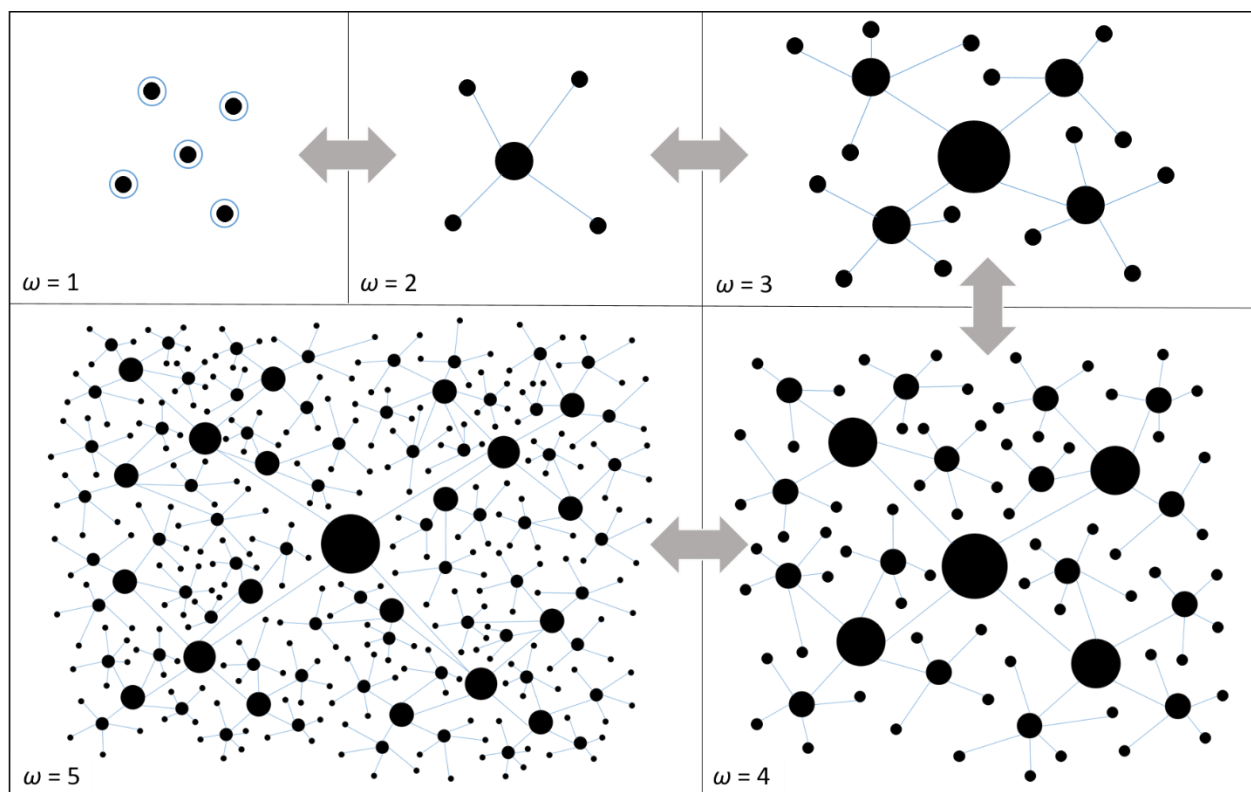 ω = 1
ω = 2
ω = 3
ω = 5
ω = 4